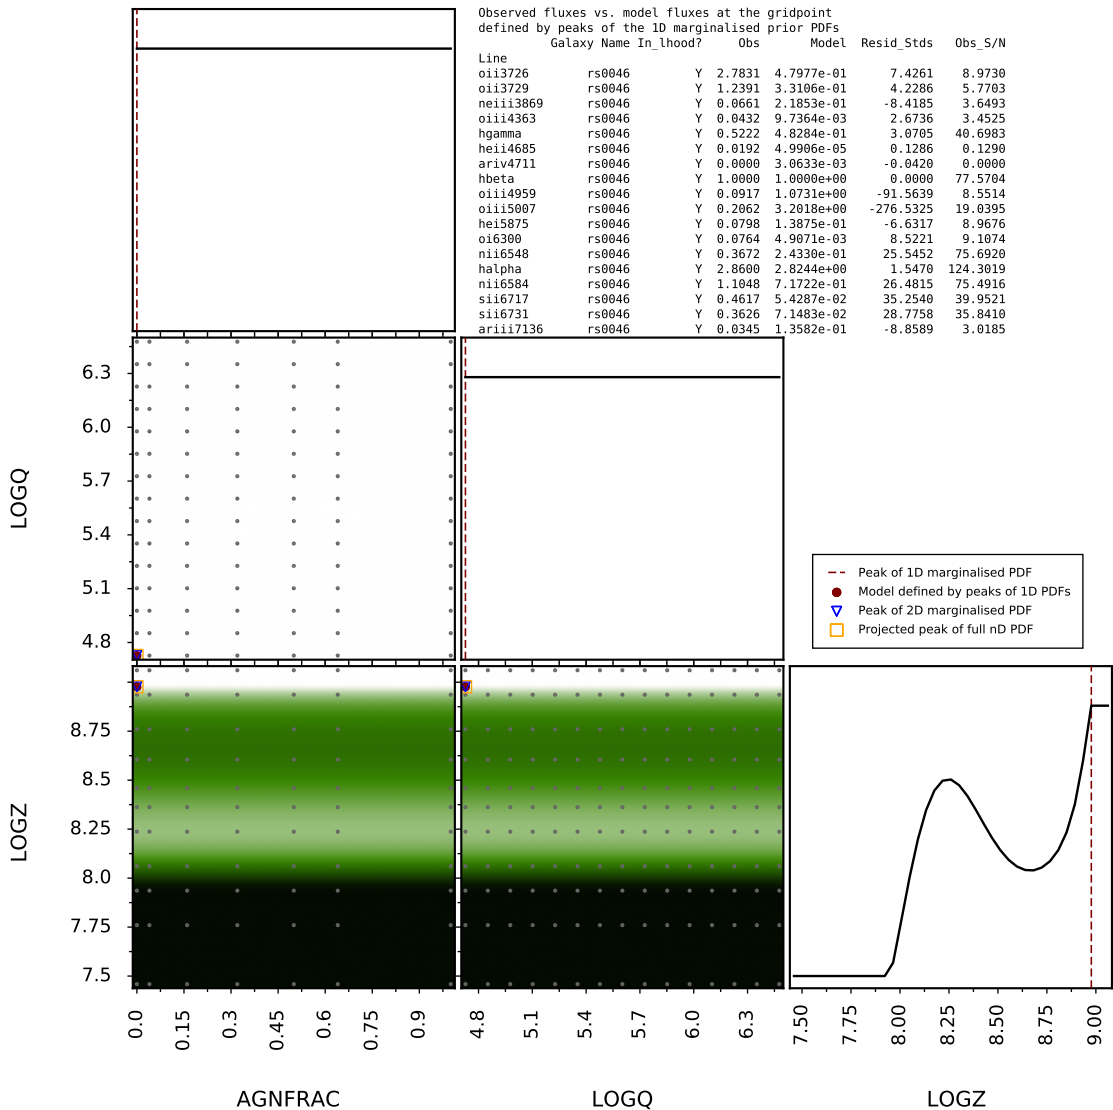 Observed fluxes vs. model fluxes at the gridpoint
defined by peaks of the 1D marginalised prior PDFs
Galaxy Name In_lhood? Obs Model Resid_Stds Obs_S/N
Line
oii3726 rs0046 Y 2.7831 4.7977e-01 7.4261 8.9730
oii3729 rs0046 Y 1.2391 3.3106e-01 4.2286 5.7703
neiii3869 rs0046 Y 0.0661 2.1853e-01 -8.4185 3.6493
oiii4363 rs0046 Y 0.0432 9.7364e-03 2.6736 3.4525
hgamma rs0046 Y 0.5222 4.8284e-01 3.0705 40.6983
heii4685 rs0046 Y 0.0192 4.9906e-05 0.1286 0.1290
ariv4711 rs0046 Y 0.0000 3.0633e-03 -0.0420 0.0000
hbeta rs0046 Y 1.0000 1.0000e+00 0.0000 77.5704
oiii4959 rs0046 Y 0.0917 1.0731e+00 -91.5639 8.5514
oiii5007 rs0046 Y 0.2062 3.2018e+00 -276.5325 19.0395
hei5875 rs0046 Y 0.0798 1.3875e-01 -6.6317 8.9676
oi6300 rs0046 Y 0.0764 4.9071e-03 8.5221 9.1074
nii6548 rs0046 Y 0.3672 2.4330e-01 25.5452 75.6920
halpha rs0046 Y 2.8600 2.8244e+00 1.5470 124.3019
nii6584 rs0046 Y 1.1048 7.1722e-01 26.4815 75.4916
sii6717 rs0046 Y 0.4617 5.4287e-02 35.2540 39.9521
sii6731 rs0046 Y 0.3626 7.1483e-02 28.7758 35.8410
ariii7136 rs0046 Y 0.0345 1.3582e-01 -8.8589 3.0185
6.3
6.0
5.7
5.4
5.1
4.8
LOGQ
Peak of 1D marginalised PDF
Model defined by peaks of 1D PDFs
Peak of 2D marginalised PDF
Projected peak of full nD PDF
8.75
8.5
8.25
8.0
7.75
7.5
LOGZ
0.0 0.15 0.3 0.45 0.6 0.75 0.9
4.8 5.1 5.4 5.7 6.0 6.3
7.50 7.75 8.00 8.25 8.50 8.75 9.00
AGNFRAC LOGQ LOGZ